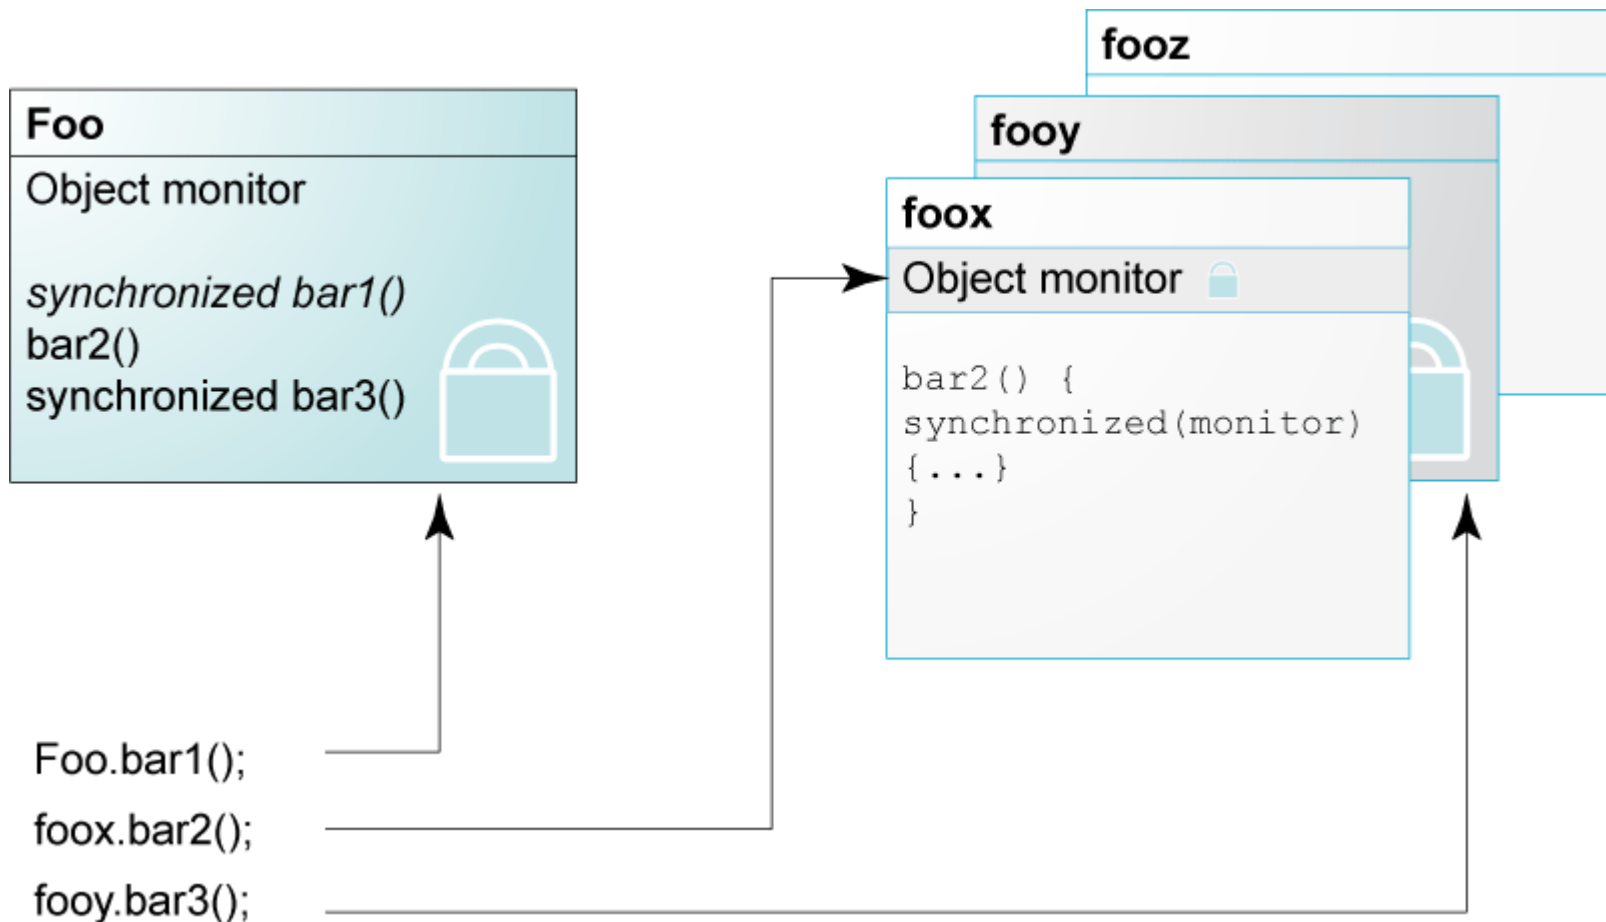 Foo
Object monitor
synchronized bar1()
bar2()
synchronized bar3()
fooz
fooy
foox
Object monitor
bar2() {
synchronized(monitor)
{...}
}
Foo.bar1();
foox.bar2();
fooy.bar3();